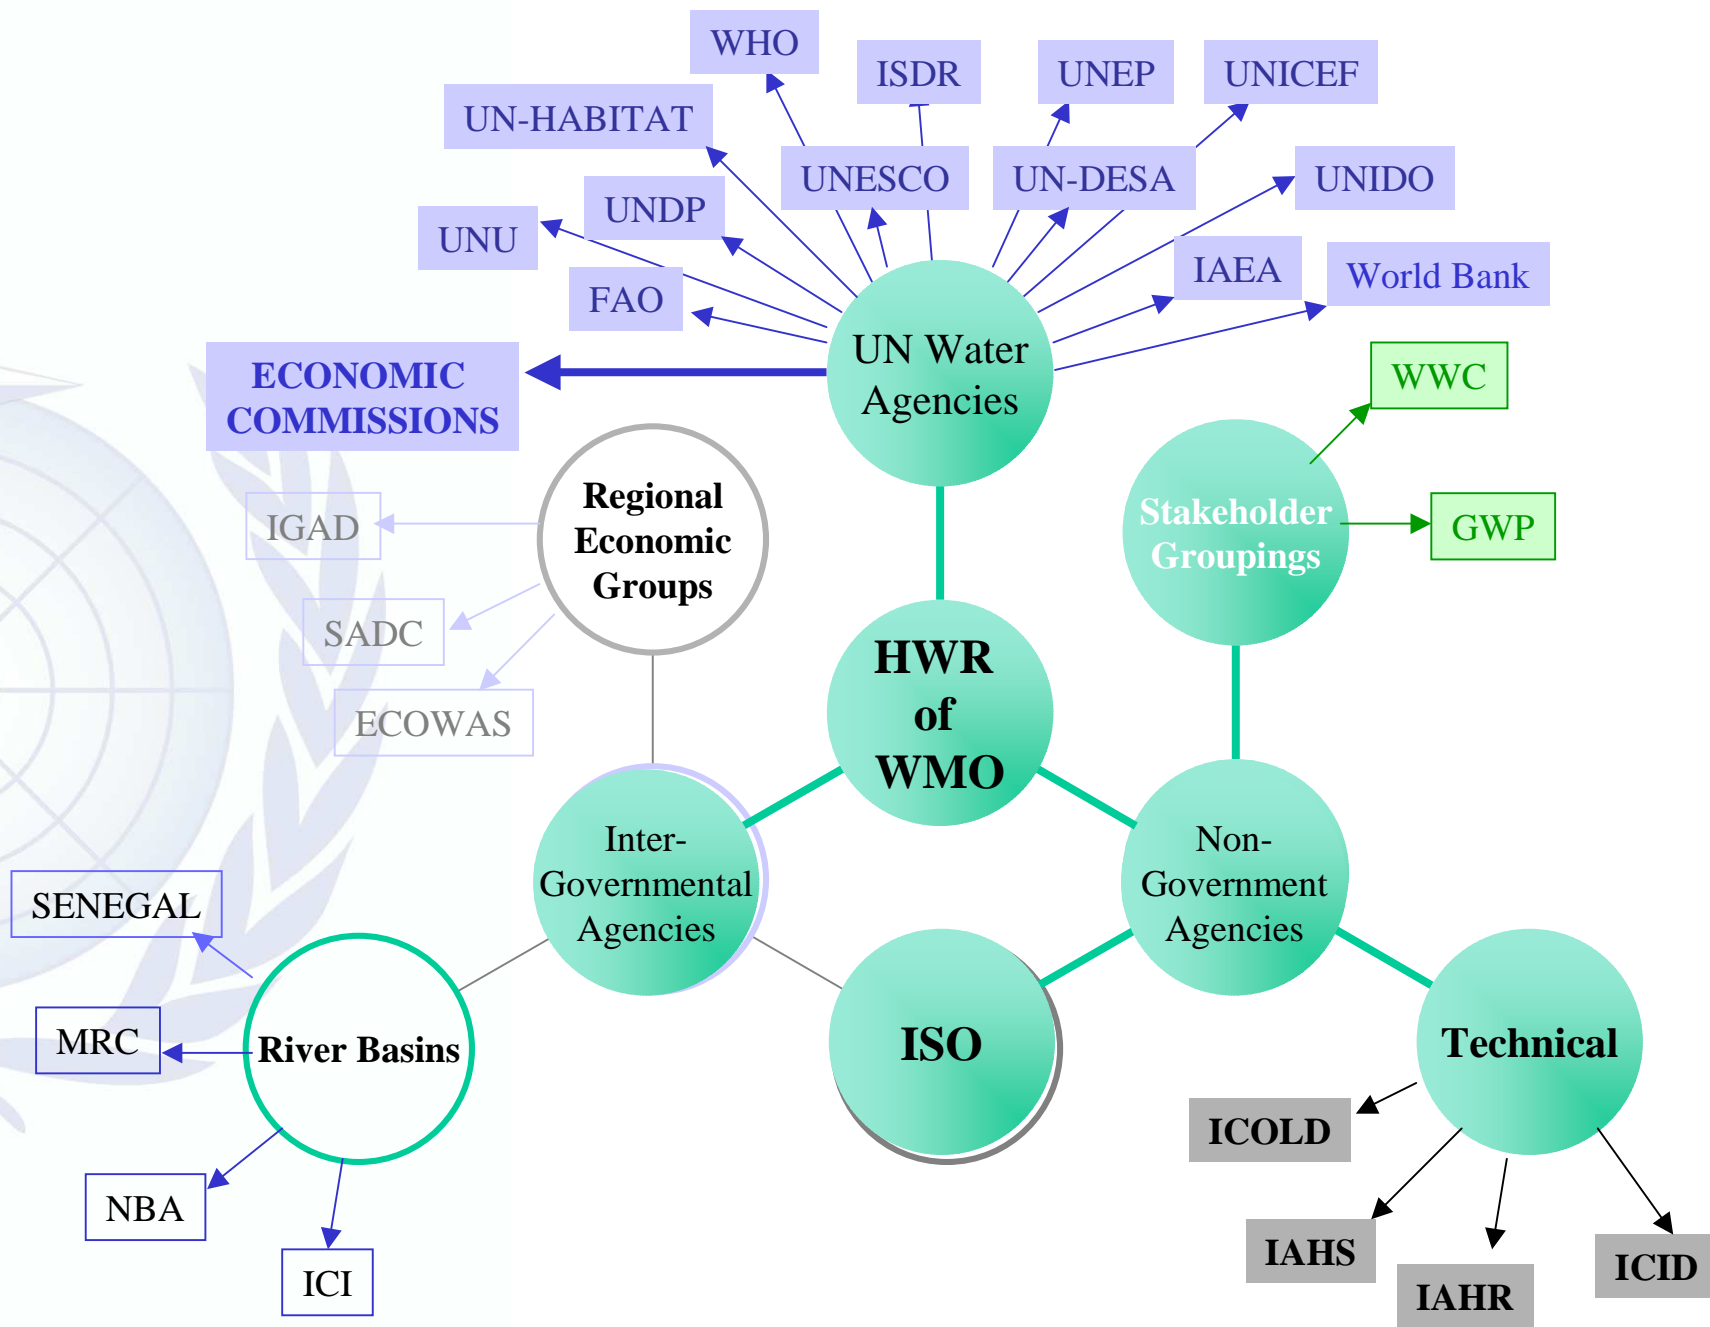 WHO
ISDR
UNEP
UNICEF
UN-HABITAT
UNESCO
UN-DESA
UNIDO
UNDP
UNU
IAEA
World Bank
FAO
UN Water
Agencies
ECONOMIC
COMMISSIONS
WWC
GWP
Stakeholder
Groupings
Regional
Economic
Groups
IGAD
SADC
ECOWAS
HWR
of
WMO
Inter-
Governmental
Agencies
Non-
Government
Agencies
SENEGAL
MRC
River Basins
NBA
ICI
ISO
Technical
ICOLD
IAHS
IAHR
ICID